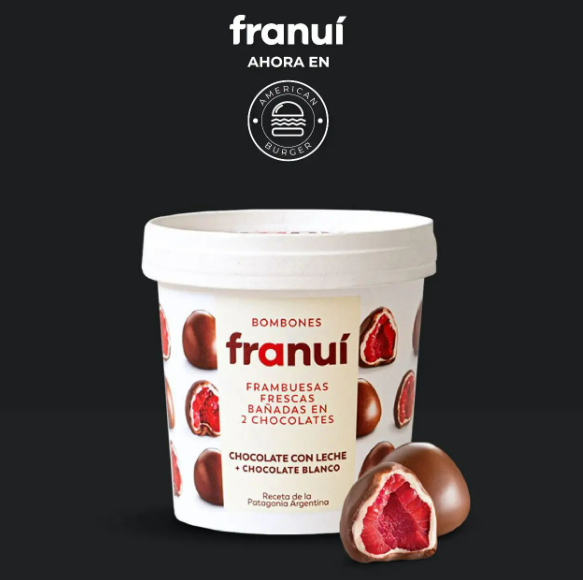 franuí
AHORA EN
AMERICAN
BURGER
BOMBONES
franuí
FRAMBUESAS
FRESCAS
BAÑADAS EN
2 CHOCOLATES
CHOCOLATE CON LECHE
+ CHOCOLATE BLANCO
Receta de la
Patagonia Argentina